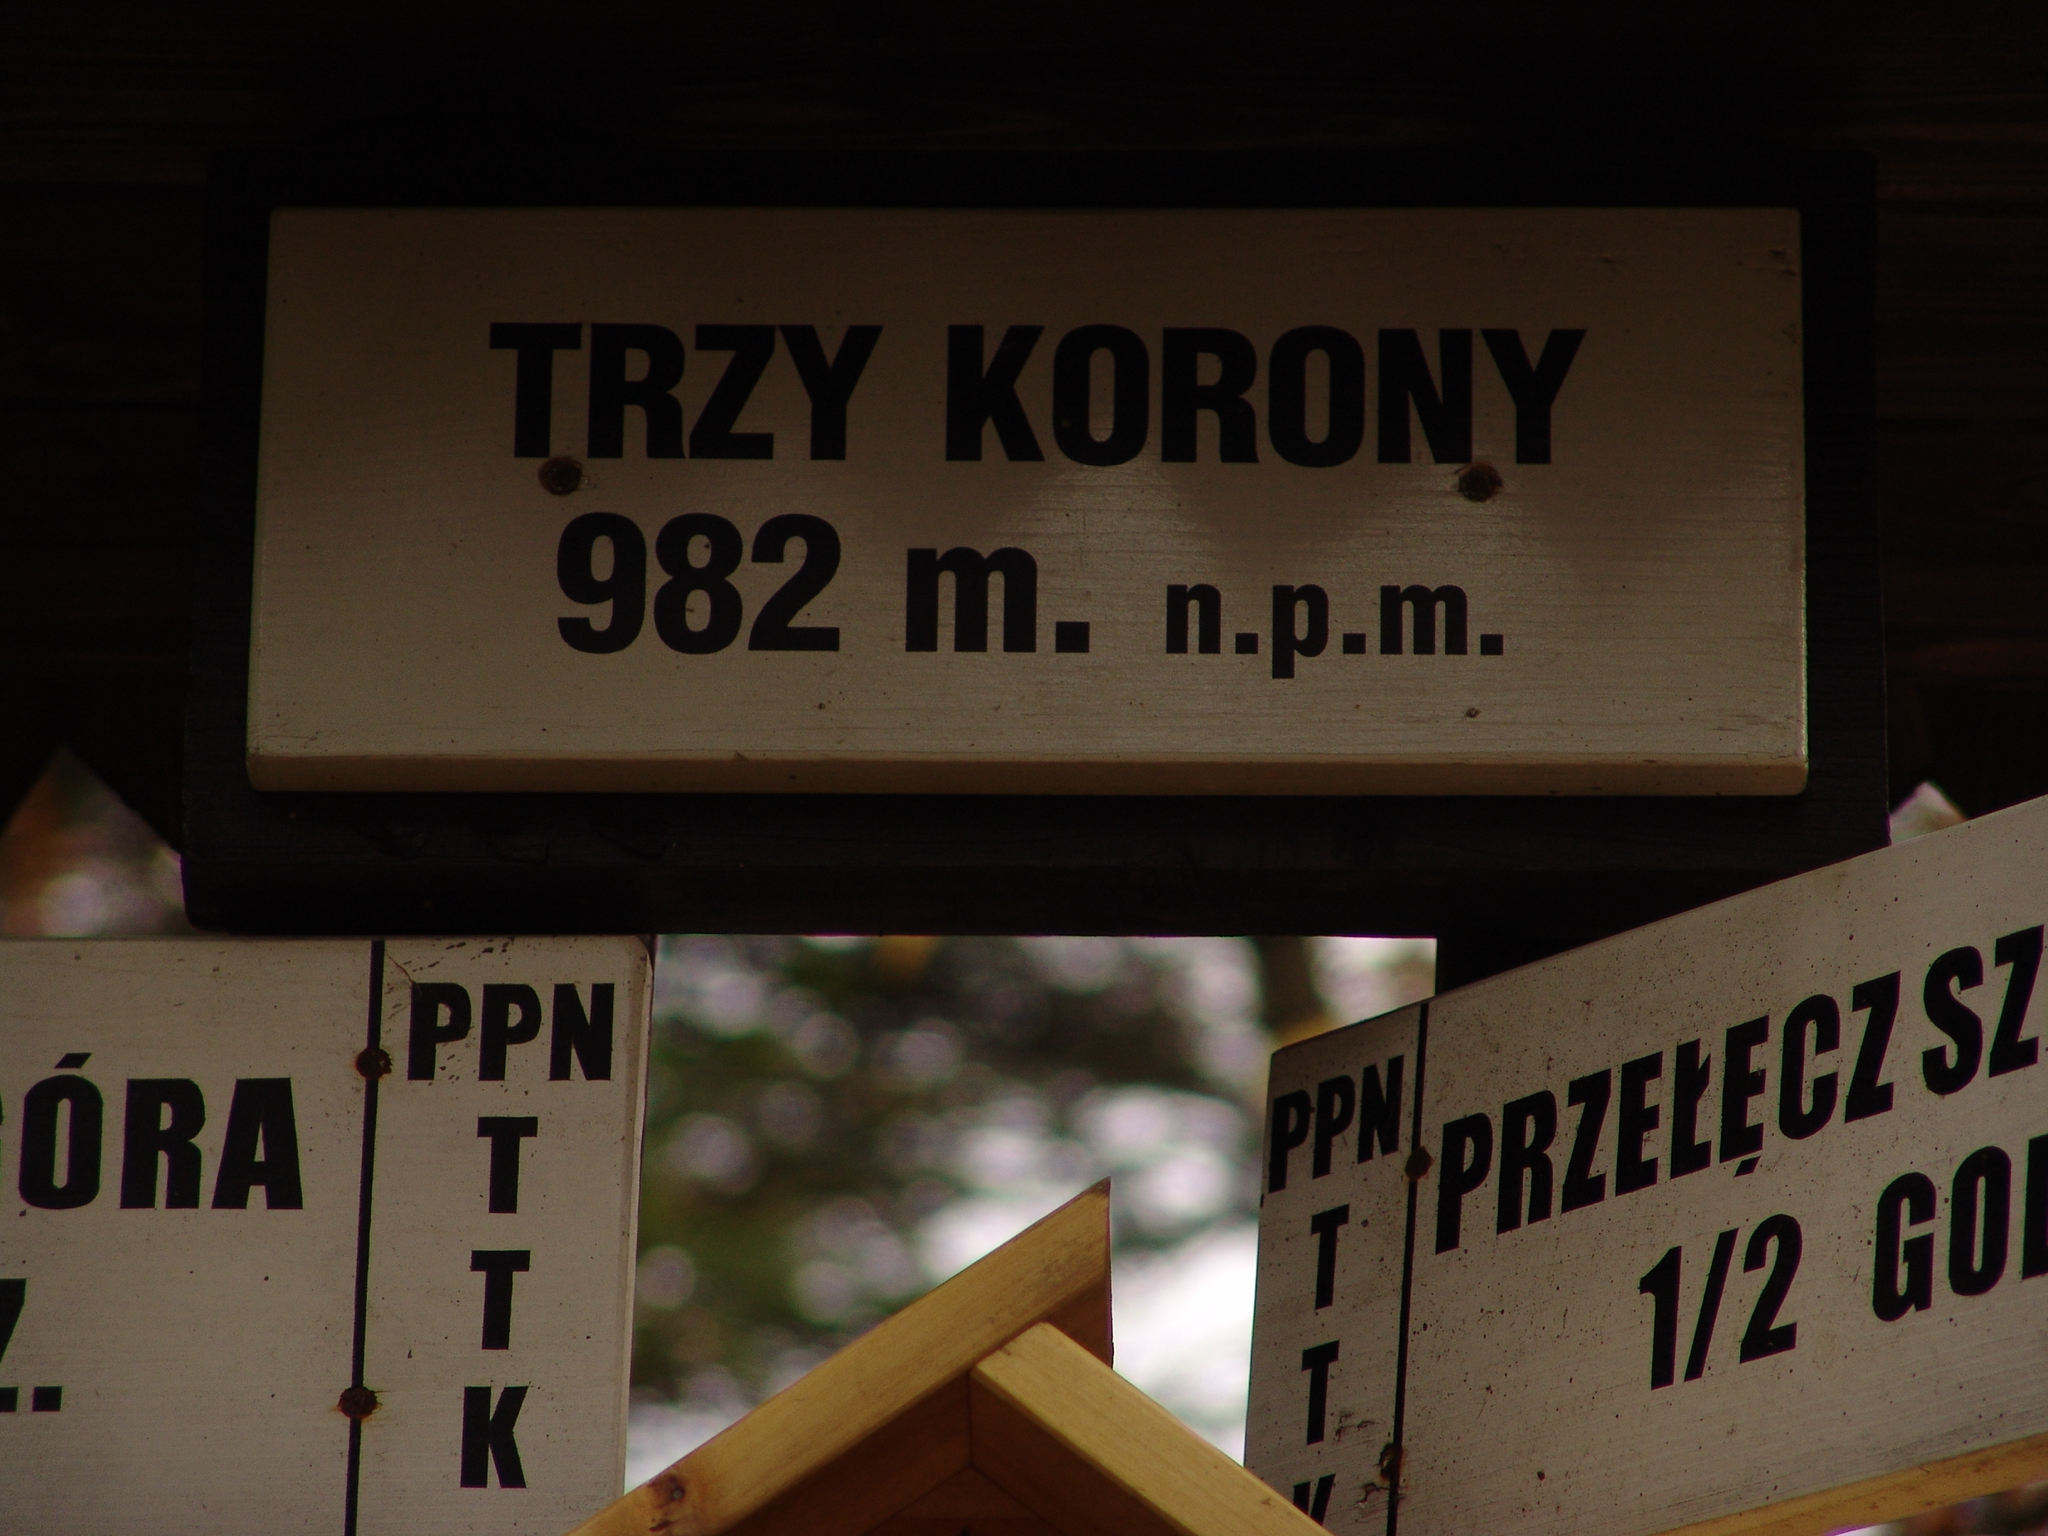 TRZY KORONY
982 m. n.p.m.
PPN
T
T
K
PPN
T
T
K
PRZEŁĘCZ
1/2